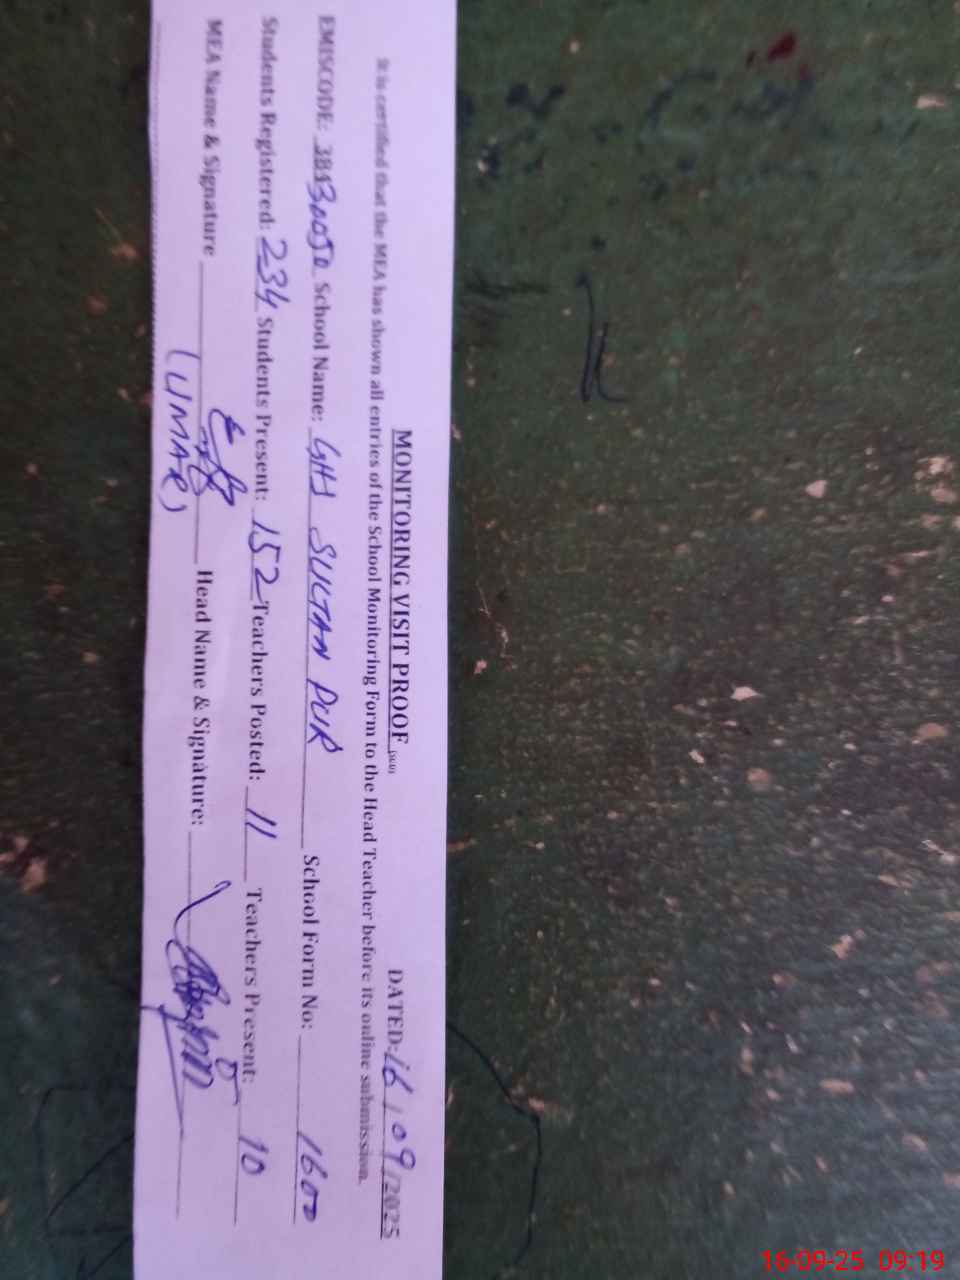 MONITORING VISIT PROOF
DATED: 16/09/2025
It is certified that the MEA has shown all entries of the School Monitoring Form to the Head Teacher before its online submission.
EMISCODE: 38130050 School Name: GHS SULTAN PUR School Form No: 1600
Students Registered: 234 Students Present: 152 Teachers Posted: 11 Teachers Present: 10
MEA Name & Signature Head Name & Signature:
(UMAR)
16-09-25 09:19